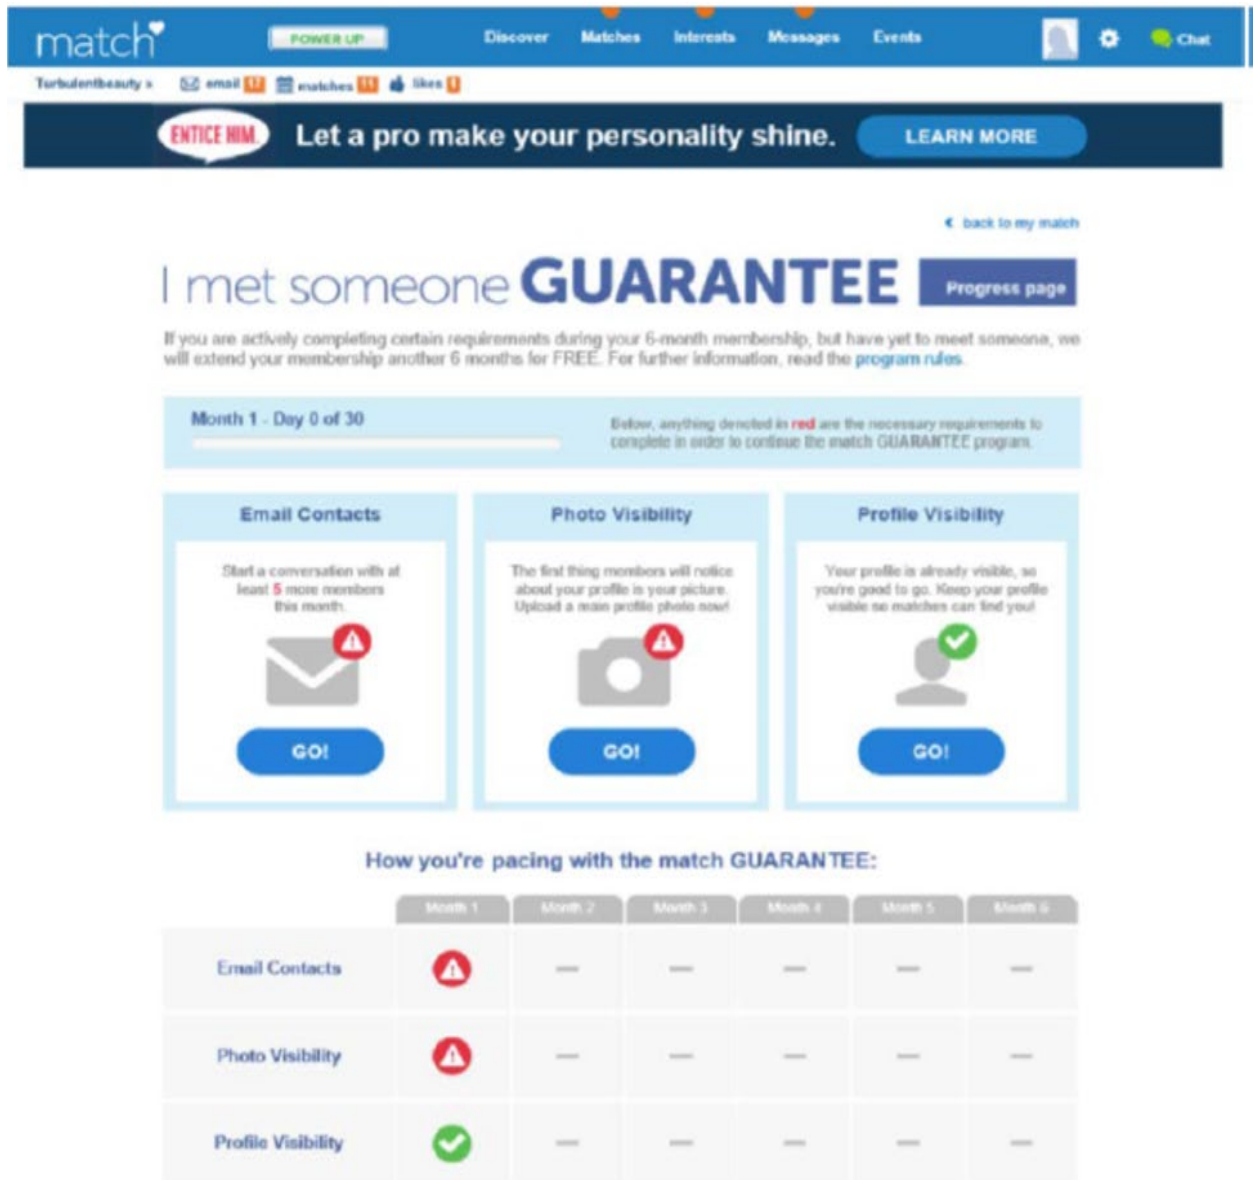 match
POWER UP
Discover Matches Interests Messages Events
Chat
Turbulentbeauty »
email 17 matches 11 likes 1
ENTICE HIM.
Let a pro make your personality shine.
LEARN MORE
back to my match
I met someone GUARANTEE
Progress page
If you are actively completing certain requirements during your 6-month membership, but have yet to meet someone, we
will extend your membership another 6 months for FREE. For further information, read the program rules.
Month 1 - Day 0 of 30
Below, anything denoted in red are the necessary requirements to
complete in order to continue the match GUARANTEE program.
Email Contacts
Start a conversation with at
least 5 more members
this month.
GO!
Photo Visibility
The first thing members will notice
about your profile is your picture.
Upload a main profile photo now!
GO!
Profile Visibility
Your profile is already visible, so
you're good to go. Keep your profile
visible so matches can find you!
GO!
How you're pacing with the match GUARANTEE:
Month 1 Month 2 Month 3 Month 4 Month 5 Month 6
Email Contacts
Photo Visibility
Profile Visibility